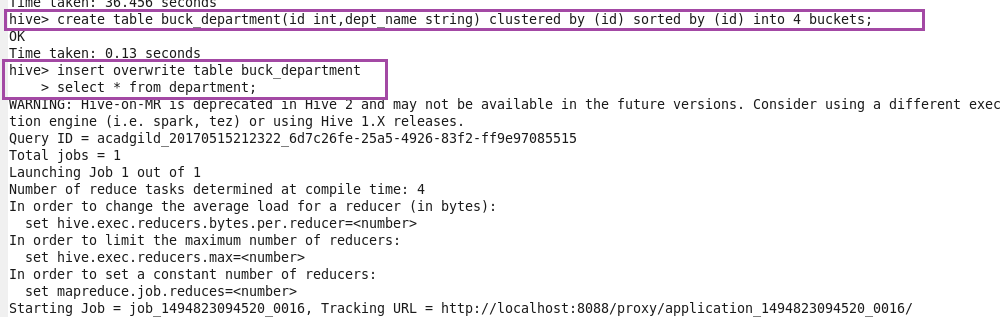 Time taken: 36.456 seconds
hive> create table buck_department(id int,dept_name string) clustered by (id) sorted by (id) into 4 buckets;
OK
Time taken: 0.13 seconds
hive> insert overwrite table buck_department
    > select * from department;
WARNING: Hive-on-MR is deprecated in Hive 2 and may not be available in the future versions. Consider using a different exec
tion engine (i.e. spark, tez) or using Hive 1.X releases.
Query ID = acadgild_20170515212322_6d7c26fe-25a5-4926-83f2-ff9e97085515
Total jobs = 1
Launching Job 1 out of 1
Number of reduce tasks determined at compile time: 4
In order to change the average load for a reducer (in bytes):
  set hive.exec.reducers.bytes.per.reducer=<number>
In order to limit the maximum number of reducers:
  set hive.exec.reducers.max=<number>
In order to set a constant number of reducers:
  set mapreduce.job.reduces=<number>
Starting Job = job_1494823094520_0016, Tracking URL = http://localhost:8088/proxy/application_1494823094520_0016/